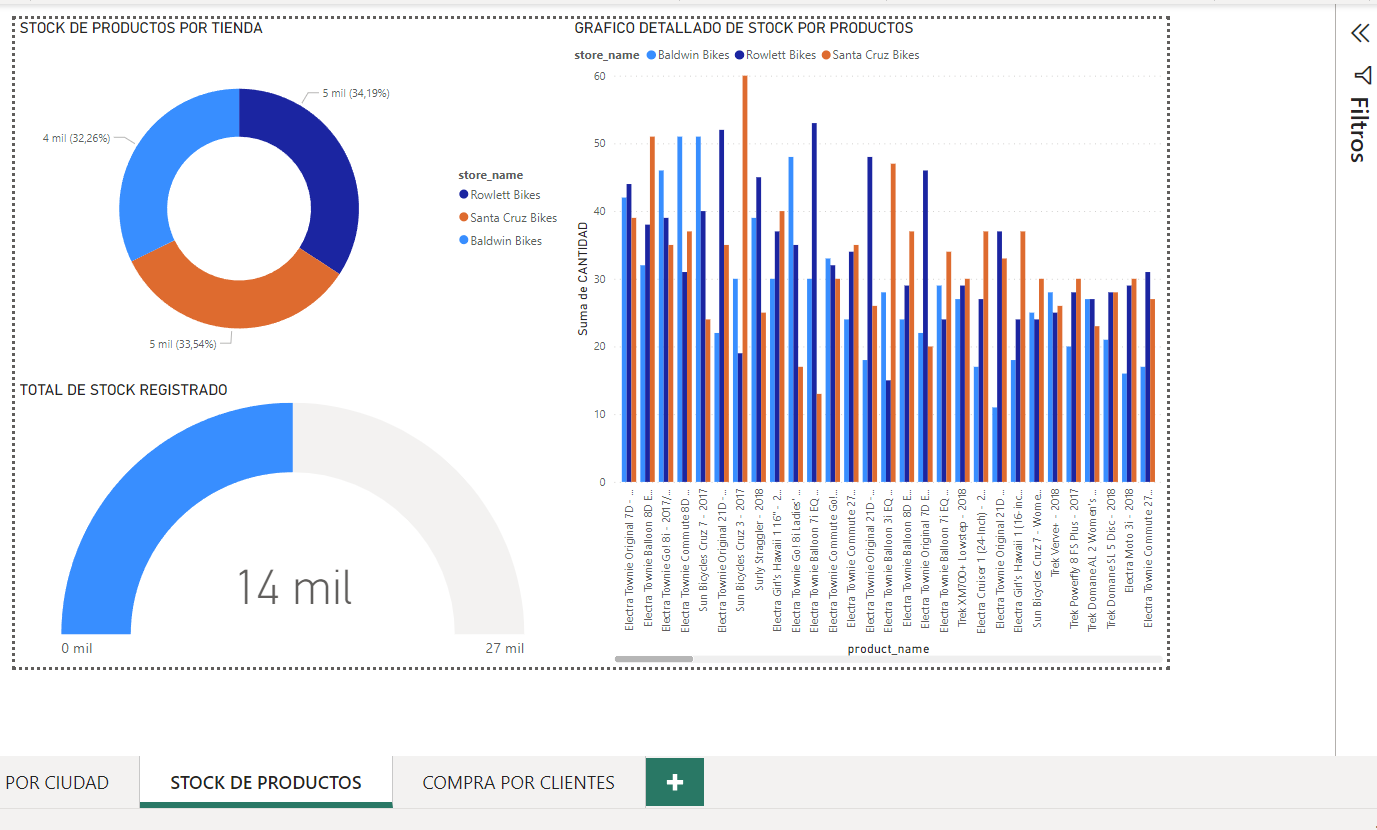 STOCK DE PRODUCTOS POR TIENDA
5 mil (34,19%)
4 mil (32,26%)
5 mil (33,54%)
store_name
Rowlett Bikes
Santa Cruz Bikes
Baldwin Bikes
TOTAL DE STOCK REGISTRADO
14 mil
0 mil
27 mil
GRAFICO DETALLADO DE STOCK POR PRODUCTOS
store_name Baldwin Bikes Rowlett Bikes Santa Cruz Bikes
Suma de CANTIDAD
60
50
40
30
20
10
0
Electra Townie Original 7D - ...
Electra Townie Balloon 8D E...
Electra Townie Go! 8i - 2017/...
Electra Townie Commute 8D ...
Sun Bicycles Cruz 7 - 2017
Electra Townie Original 21D - ...
Sun Bicycles Cruz 3 - 2017
Surly Straggler - 2018
Electra Girl's Hawaii 1 16" - 2...
Electra Townie Go! 8i Ladies' ...
Electra Townie Balloon 7i EQ ...
Electra Townie Commute Go!...
Electra Townie Commute 27...
Electra Townie Original 21D - ...
Electra Townie Balloon 3i EQ ...
Electra Townie Balloon 8D E...
Electra Townie Original 7D E...
Electra Townie Balloon 7i EQ ...
Trek XM700+ Lowstep - 2018
Electra Cruiser 1 (24-Inch) - 2...
Electra Townie Original 21D ...
Electra Girl's Hawaii 1 (16-inc...
Sun Bicycles Cruz 7 - Wome...
Trek Verve+ - 2018
Trek Powerfly 8 FS Plus - 2017
Trek Domane AL 2 Women's ...
Trek Domane SL 5 Disc - 2018
Electra Moto 3i - 2018
Electra Townie Commute 27...
product_name
Filtros
POR CIUDAD
STOCK DE PRODUCTOS
COMPRA POR CLIENTES